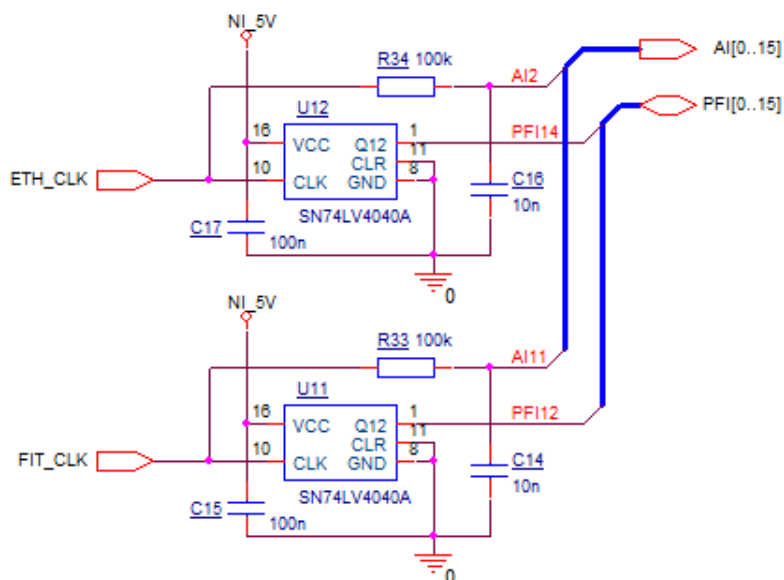 NI_5V
R34 100k
AI2
AI[0..15]
U12
PFI[0..15]
16
VCC
Q12
1
PFI14
CLR
11
10
CLK
GND
8
ETH_CLK
C16
10n
SN74LV4040A
C17
100n
0
NI_5V
R33 100k
AI11
U11
16
VCC
Q12
1
PFI12
CLR
11
10
CLK
GND
8
FIT_CLK
C14
10n
SN74LV4040A
C15
100n
0